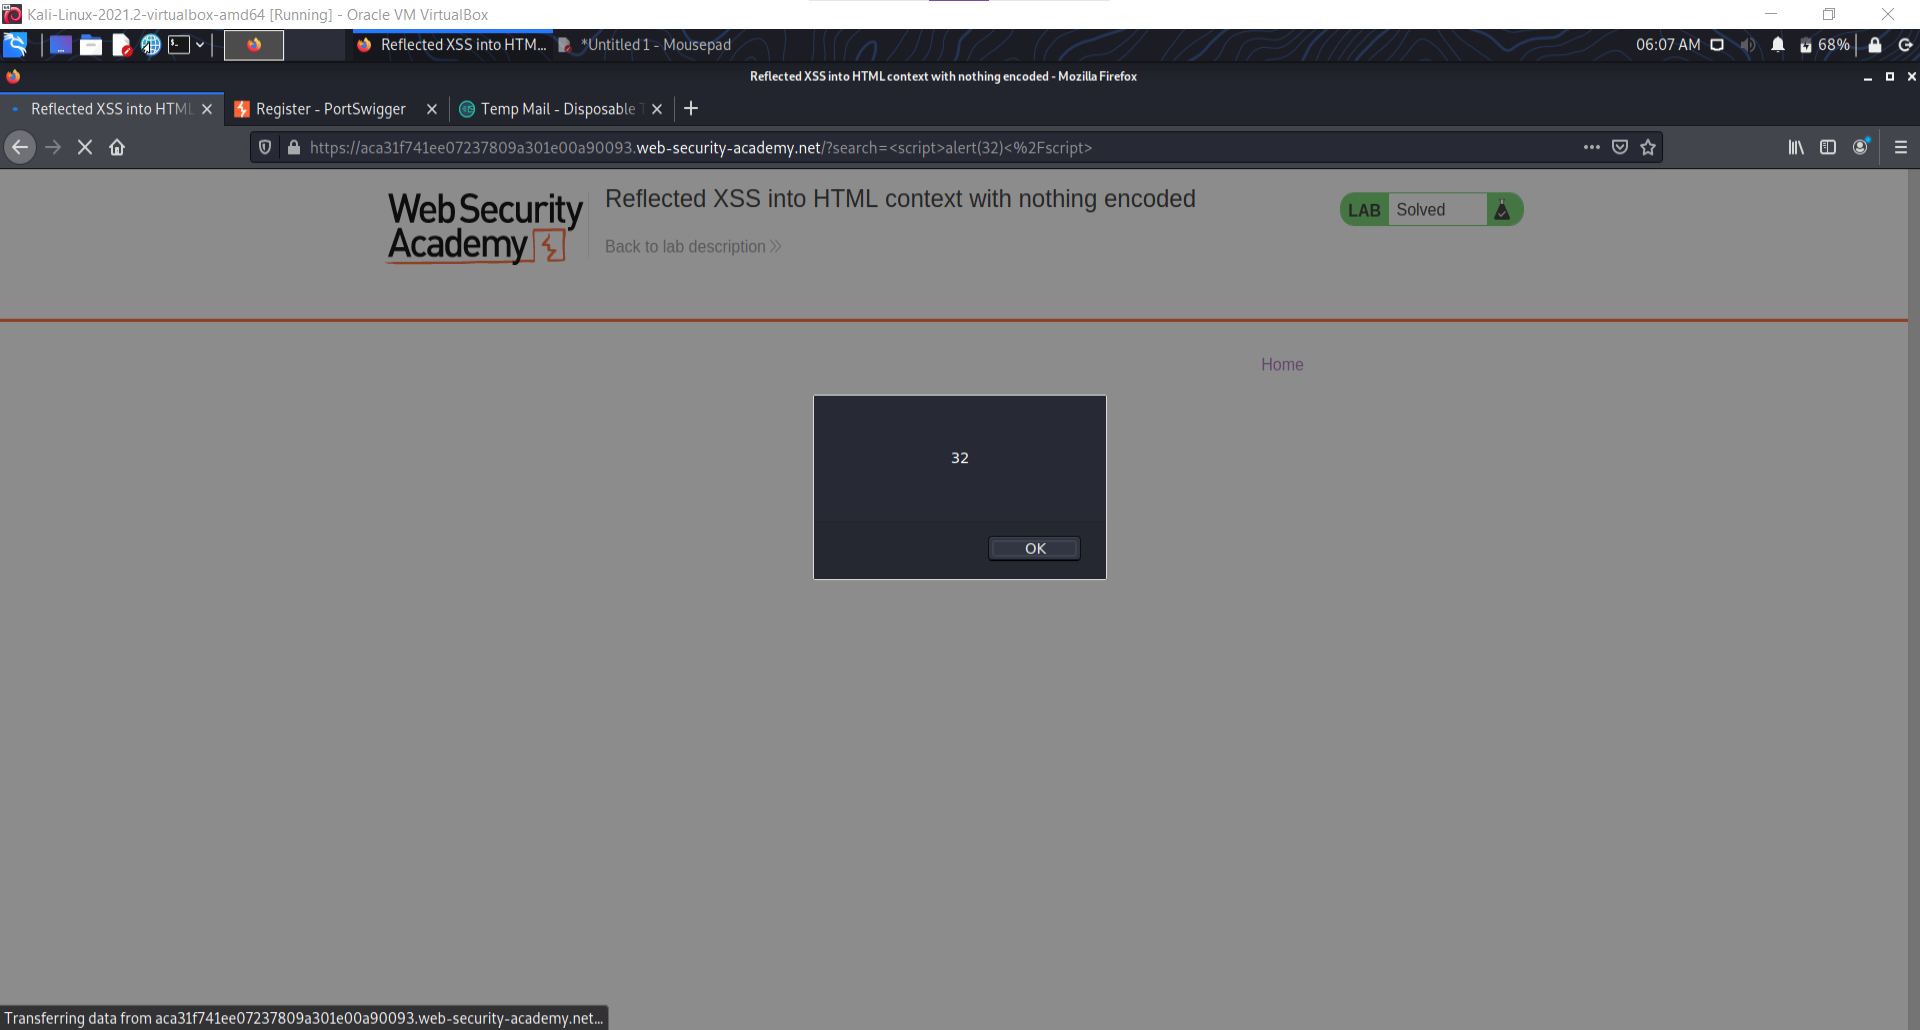 Kali-Linux-2021.2-virtualbox-amd64 [Running] - Oracle VM VirtualBox
Reflected XSS into HTM...
*Untitled 1 - Mousepad
06:07 AM
68%
Reflected XSS into HTML context with nothing encoded - Mozilla Firefox
Reflected XSS into HTML
Register - PortSwigger
Temp Mail - Disposable
https://aca31f741ee07237809a301e00a90093.web-security-academy.net/?search=<script>alert(32)<%2Fscript>
WebSecurity
Academy
Reflected XSS into HTML context with nothing encoded
Back to lab description
LAB
Solved
Home
32
OK
Transferring data from aca31f741ee07237809a301e00a90093.web-security-academy.net...